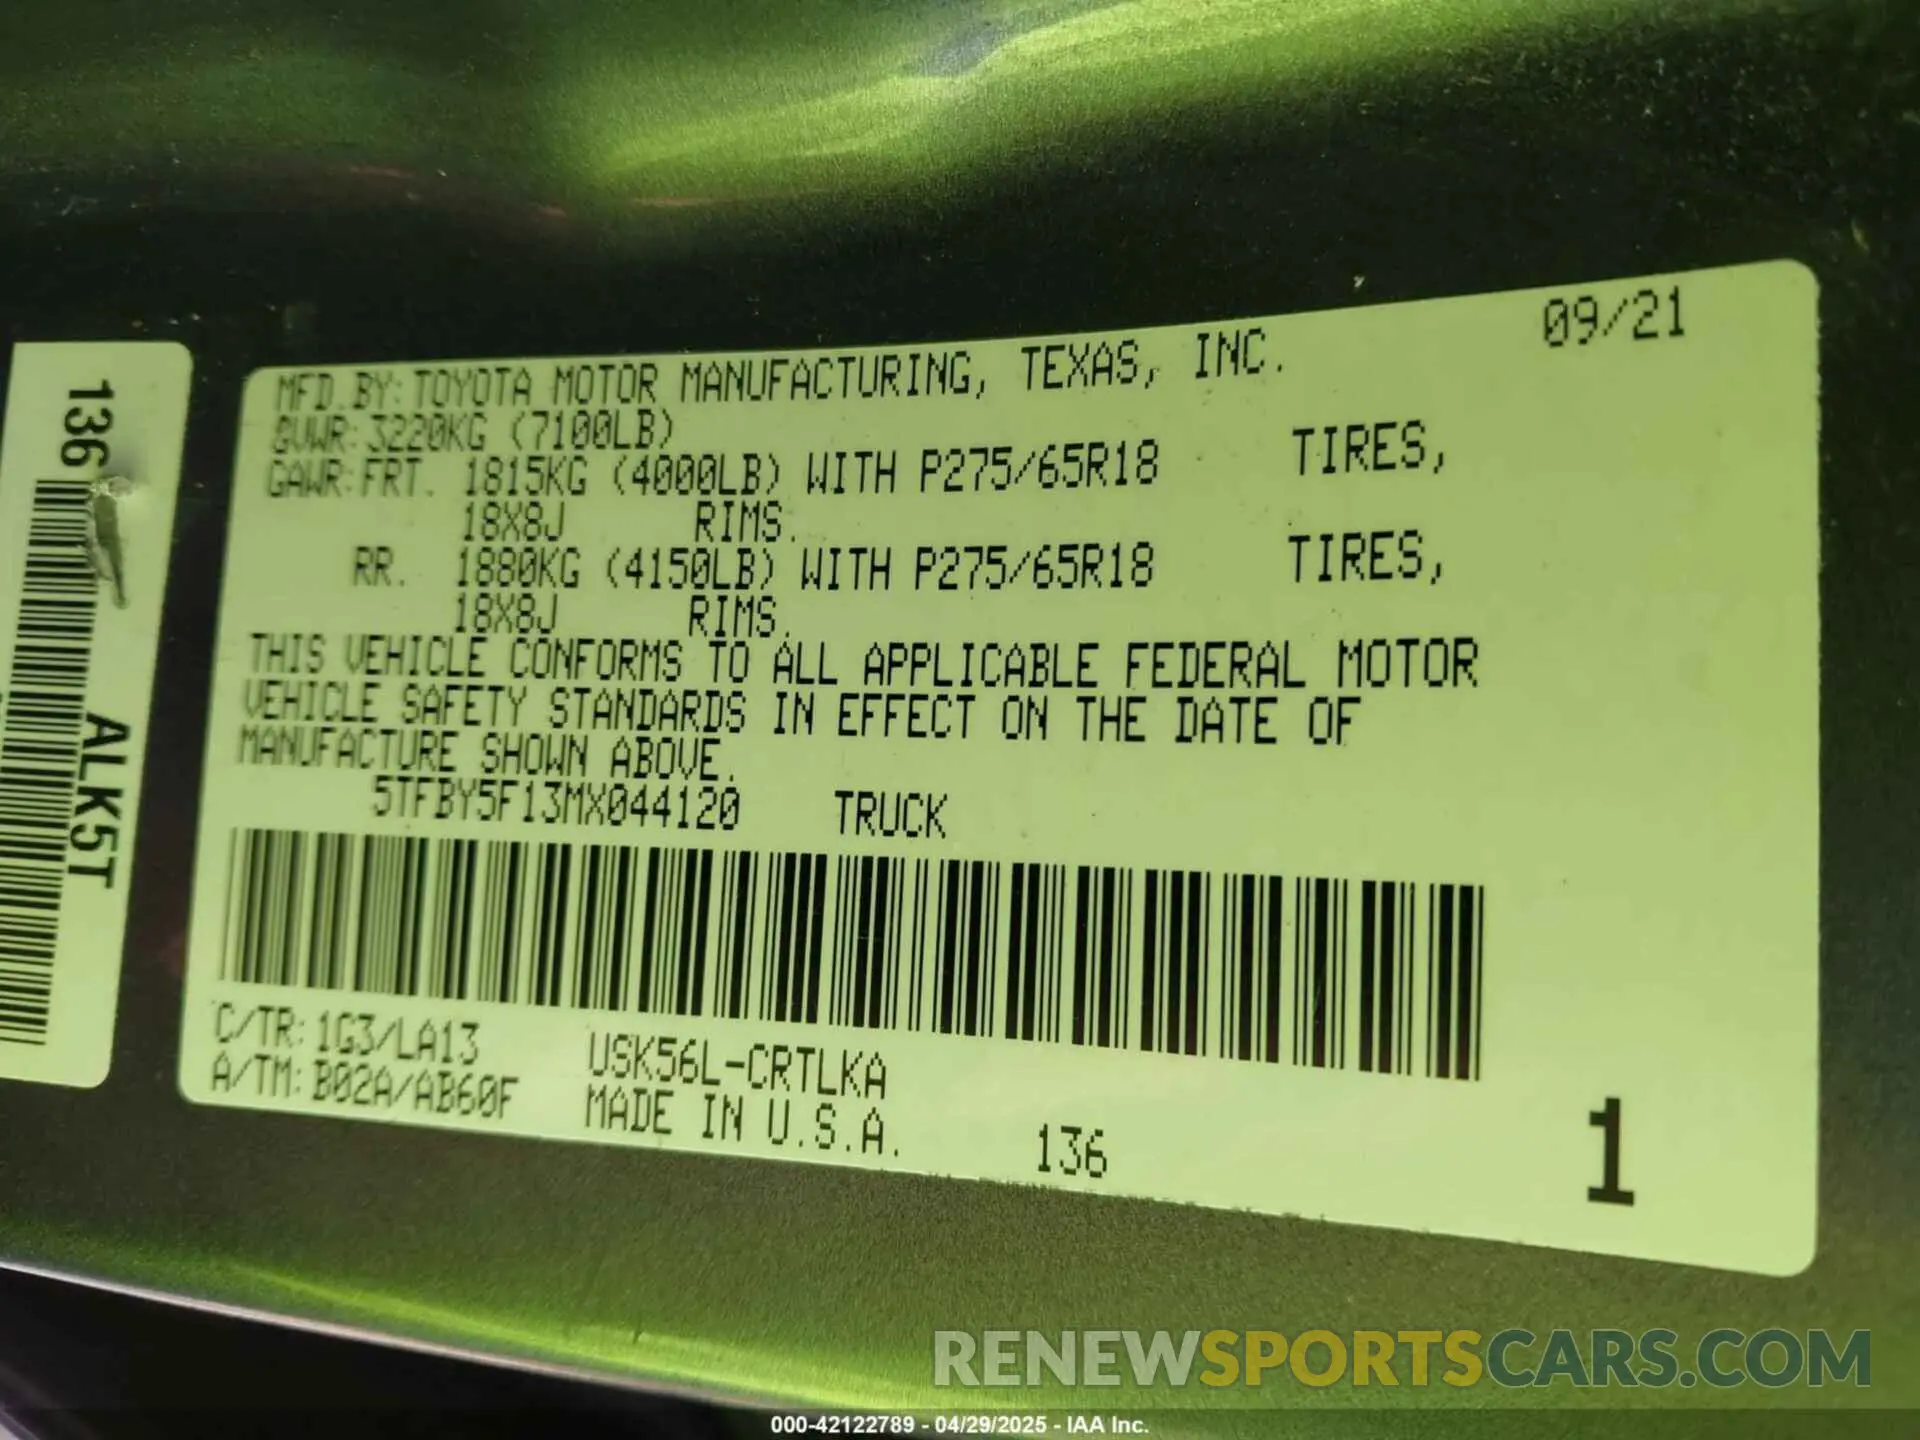 09/21
MFD. BY: TOYOTA MOTOR MANUFACTURING, TEXAS, INC.
GVWR: 3220KG (7100LB)
GAWR: FRT. 1815KG (4000LB) WITH P275/65R18 TIRES,
18X8J RIMS.
RR. 1880KG (4150LB) WITH P275/65R18 TIRES,
18X8J RIMS.
THIS VEHICLE CONFORMS TO ALL APPLICABLE FEDERAL MOTOR
VEHICLE SAFETY STANDARDS IN EFFECT ON THE DATE OF
MANUFACTURE SHOWN ABOVE.
5TFBY5F13MX044120 TRUCK
C/TR: 1G3/LA13 USK56L-CRTLKA
A/TM: B02A/AB60F MADE IN U.S.A. 136
1
136
ALK5T
RENEWSPORTSCARS.COM
000-42122789 - 04/29/2025 - IAA Inc.